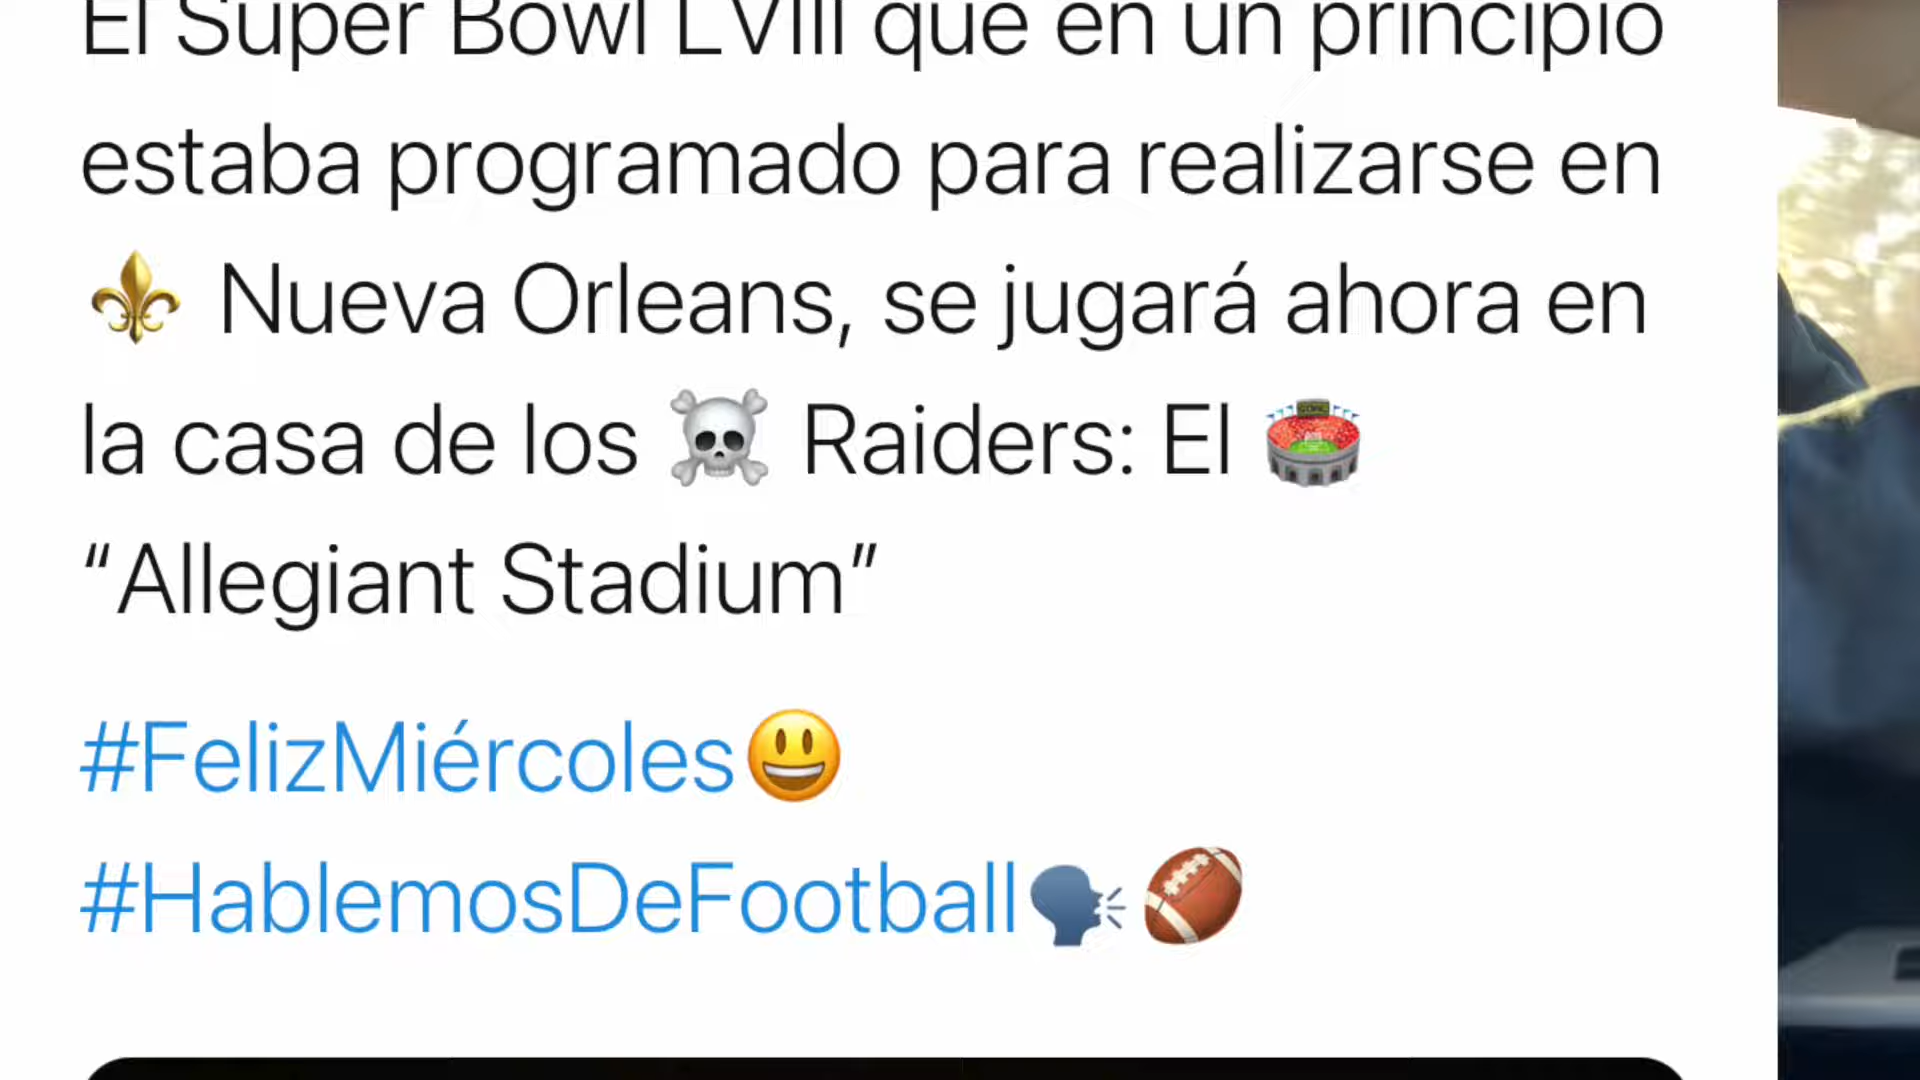 El Super Bowl LVIII que en un principio
estaba programado para realizarse en
⚜️ Nueva Orleans, se jugará ahora en
la casa de los ☠️ Raiders: El 🏟️
“Allegiant Stadium”
#FelizMiércoles😃
#HablemosDeFootball🗣️🏈